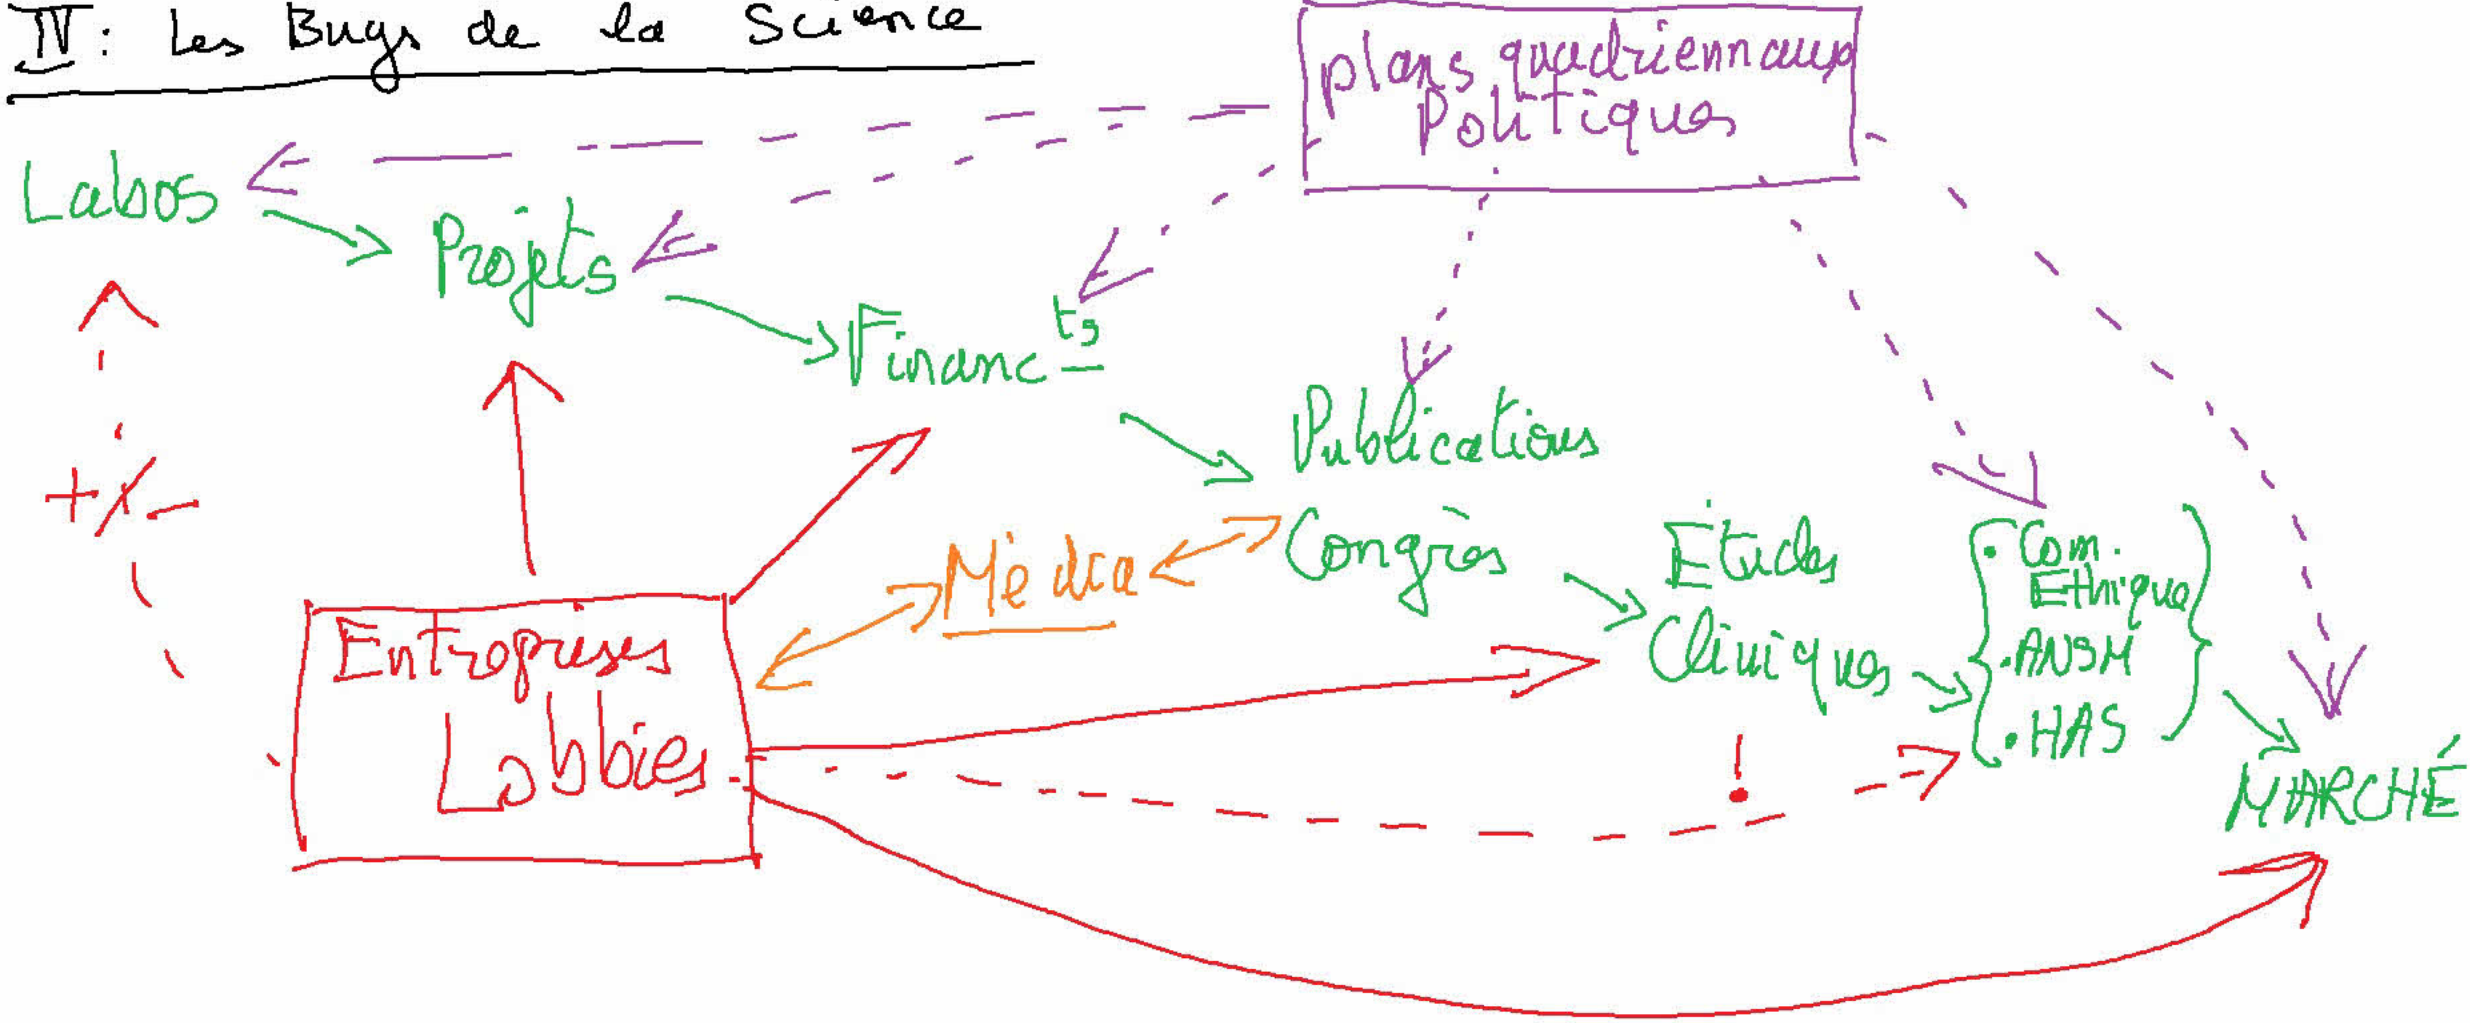 IV: Les Bugs de la Science
plans quadriennaux
Politiques
Labos
Projets
Financts
Publications
Congrès
Média
Etudes
Cliniques
• Com.
Ethique
• ANSM
• HAS
MARCHÉ
+/-
Entreprises
Lobbies
!